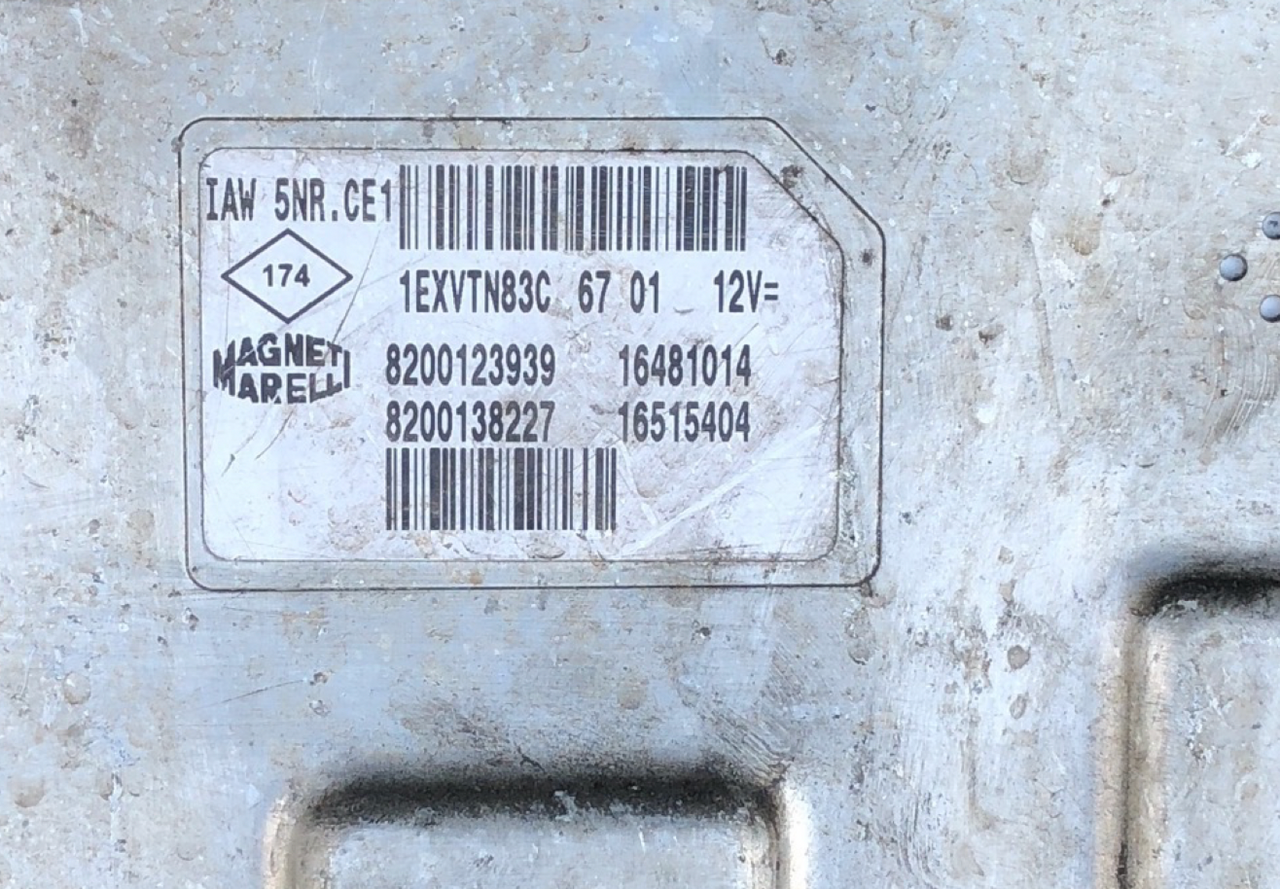 IAW 5NR.CE1
174
MAGNETI
MARELLI
1EXVTN83C 67 01 12V=
8200123939 16481014
8200138227 16515404